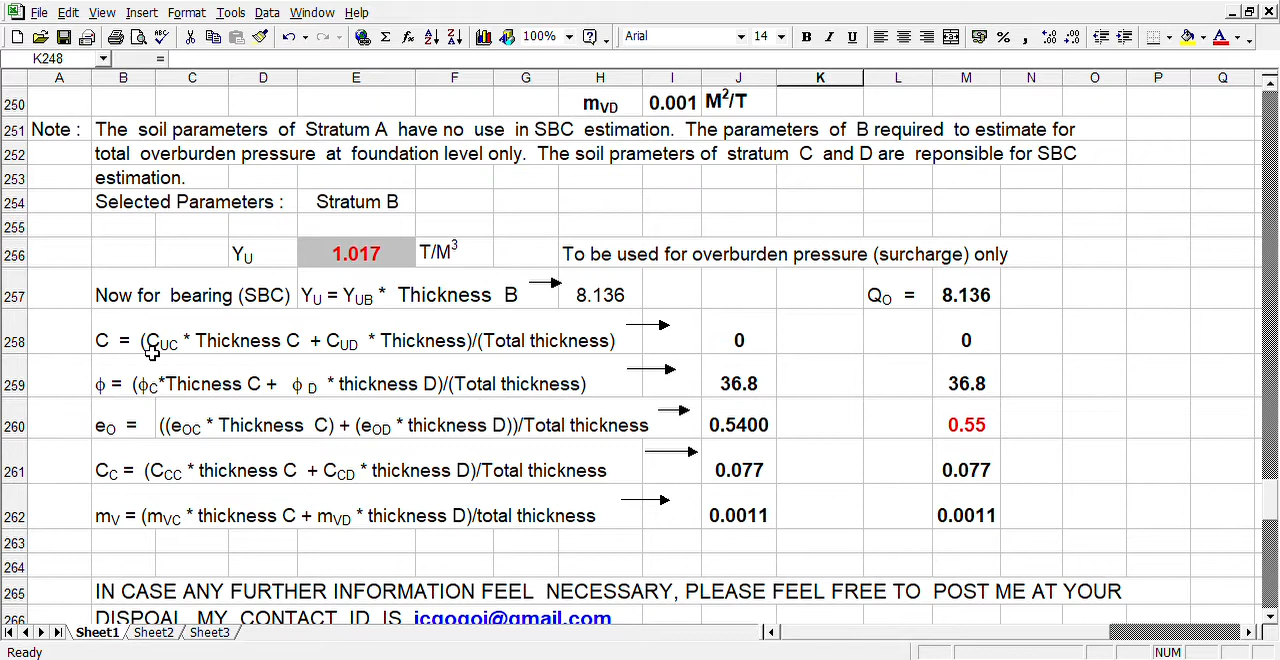 File Edit View Insert Format Tools Data Window Help
100% Arial 14 B I U
K248 =
A B C D E F G H I J K L M N O P Q
250 mVD 0.001 M2/T
251 Note : The soil parameters of Stratum A have no use in SBC estimation. The parameters of B required to estimate for
252 total overburden pressure at foundation level only. The soil prameters of stratum C and D are reponsible for SBC
253 estimation.
254 Selected Parameters : Stratum B
255
256 YU 1.017 T/M3 To be used for overburden pressure (surcharge) only
257 Now for bearing (SBC) YU = YUB * Thickness B 8.136 QO = 8.136
258 C = (CUC * Thickness C + CUD * Thickness)/(Total thickness) 0 0
259 ϕ = (ϕC*Thicness C + ϕ D * thickness D)/(Total thickness) 36.8 36.8
260 eO = ((eOC * Thickness C) + (eOD * thickness D))/Total thickness 0.5400 0.55
261 CC = (CCC * thickness C + CCD * thickness D)/Total thickness 0.077 0.077
262 mV = (mVC * thickness C + mVD * thickness D)/total thickness 0.0011 0.0011
263
264
265 IN CASE ANY FURTHER INFORMATION FEEL NECESSARY, PLEASE FEEL FREE TO POST ME AT YOUR
266 DISPOAL MY CONTACT ID IS jcgogoi@gmail.com
Sheet1 Sheet2 Sheet3
Ready NUM